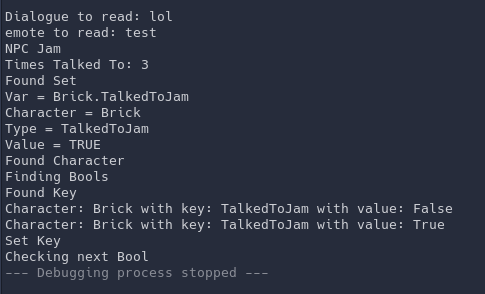 Dialogue to read: lol
emote to read: test
NPC Jam
Times Talked To: 3
Found Set
Var = Brick.TalkedToJam
Character = Brick
Type = TalkedToJam
Value = TRUE
Found Character
Finding Bools
Found Key
Character: Brick with key: TalkedToJam with value: False
Character: Brick with key: TalkedToJam with value: True
Set Key
Checking next Bool
--- Debugging process stopped ---